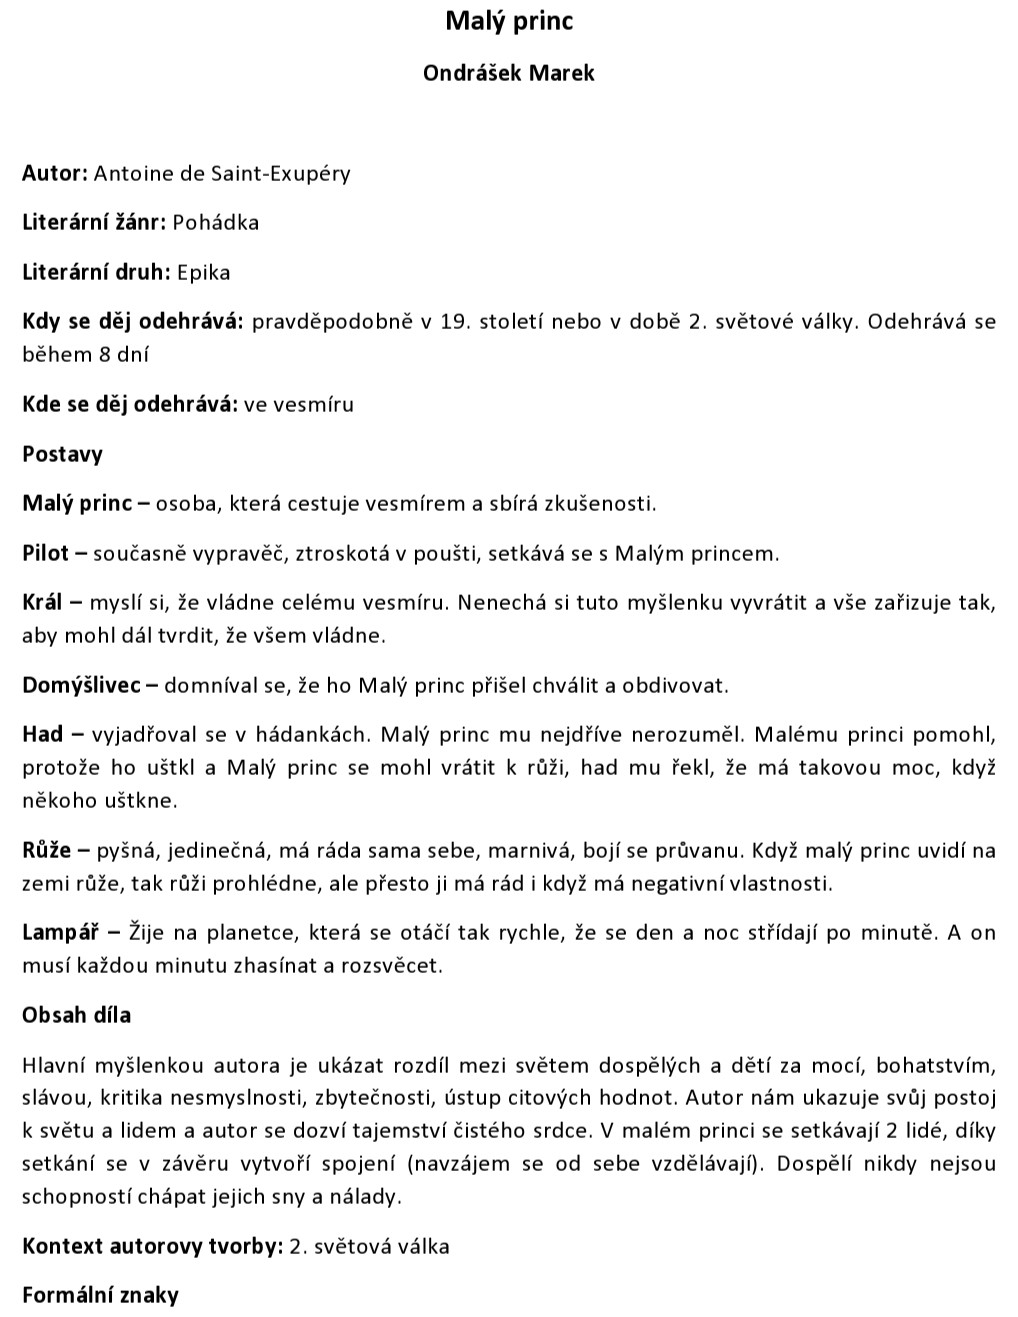 Malý princ
Ondrášek Marek
Autor: Antoine de Saint-Exupéry
Literární žánr: Pohádka
Literární druh: Epika
Kdy se děj odehrává: pravděpodobně v 19. století nebo v době 2. světové války. Odehrává se
během 8 dní
Kde se děj odehrává: ve vesmíru
Postavy
Malý princ – osoba, která cestuje vesmírem a sbírá zkušenosti.
Pilot – současně vypravěč, ztroskotá v poušti, setkává se s Malým princem.
Král – myslí si, že vládne celému vesmíru. Nenechá si tuto myšlenku vyvrátit a vše zařizuje tak,
aby mohl dál tvrdit, že všem vládne.
Domýšlivec – domníval se, že ho Malý princ přišel chválit a obdivovat.
Had – vyjadřoval se v hádankách. Malý princ mu nejdříve nerozuměl. Malému princi pomohl,
protože ho uštkl a Malý princ se mohl vrátit k růži, had mu řekl, že má takovou moc, když
někoho uštkne.
Růže – pyšná, jedinečná, má ráda sama sebe, marnivá, bojí se průvanu. Když malý princ uvidí na
zemi růže, tak růži prohlédne, ale přesto ji má rád i když má negativní vlastnosti.
Lampář – Žije na planetce, která se otáčí tak rychle, že se den a noc střídají po minutě. A on
musí každou minutu zhasínat a rozsvěcet.
Obsah díla
Hlavní myšlenkou autora je ukázat rozdíl mezi světem dospělých a dětí za mocí, bohatstvím,
slávou, kritika nesmyslnosti, zbytečnosti, ústup citových hodnot. Autor nám ukazuje svůj postoj
k světu a lidem a autor se dozví tajemství čistého srdce. V malém princi se setkávají 2 lidé, díky
setkání se v závěru vytvoří spojení (navzájem se od sebe vzdělávají). Dospělí nikdy nejsou
schopností chápat jejich sny a nálady.
Kontext autorovy tvorby: 2. světová válka
Formální znaky